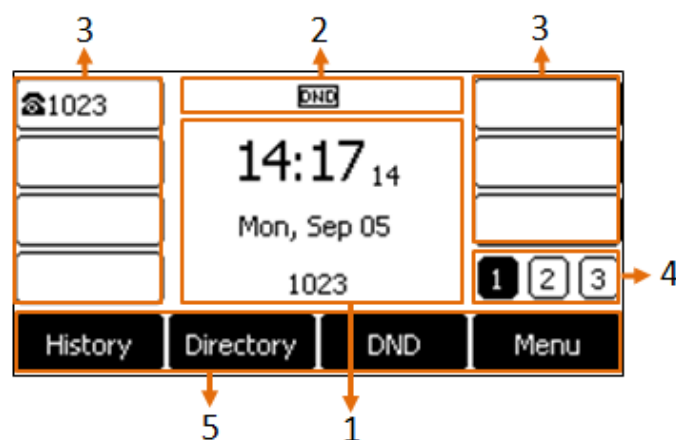 3 2 3
☎1023 DND
14:17 14
Mon, Sep 05
1023 1 2 3 4
History Directory DND Menu
5 1